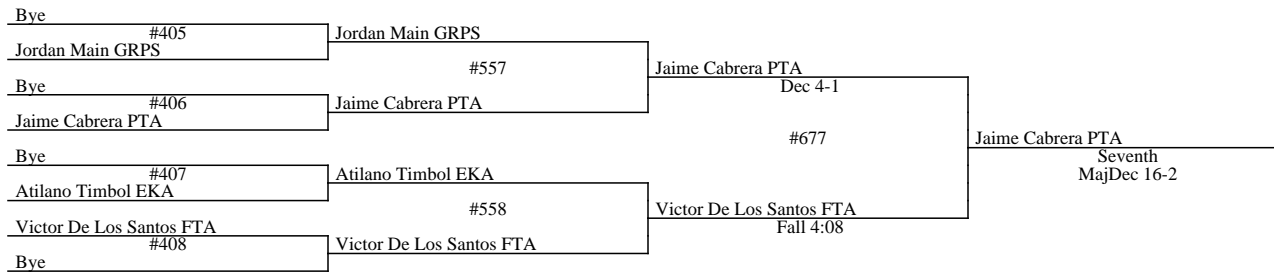 Bye
#405
Jordan Main GRPS
Bye
#406
Jaime Cabrera PTA
Bye
#407
Atilano Timbol EKA
Victor De Los Santos FTA
#408
Bye
Jordan Main GRPS
#557
Jaime Cabrera PTA
Atilano Timbol EKA
#558
Victor De Los Santos FTA
Jaime Cabrera PTA
Dec 4-1
#677
Victor De Los Santos FTA
Fall 4:08
Jaime Cabrera PTA
Seventh
MajDec 16-2